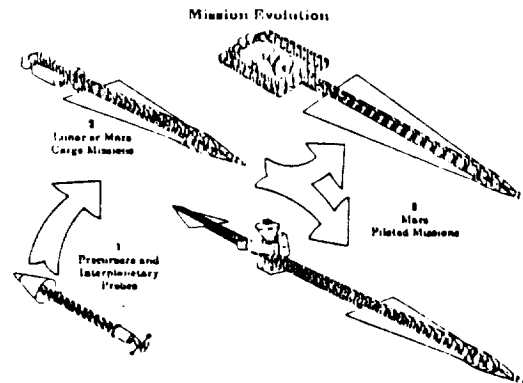 Mission Evolution
2
Lunar or Mars
Cargo Missions
3
Mars
Piloted Missions
1
Precursors and
Interplanetary
Probes